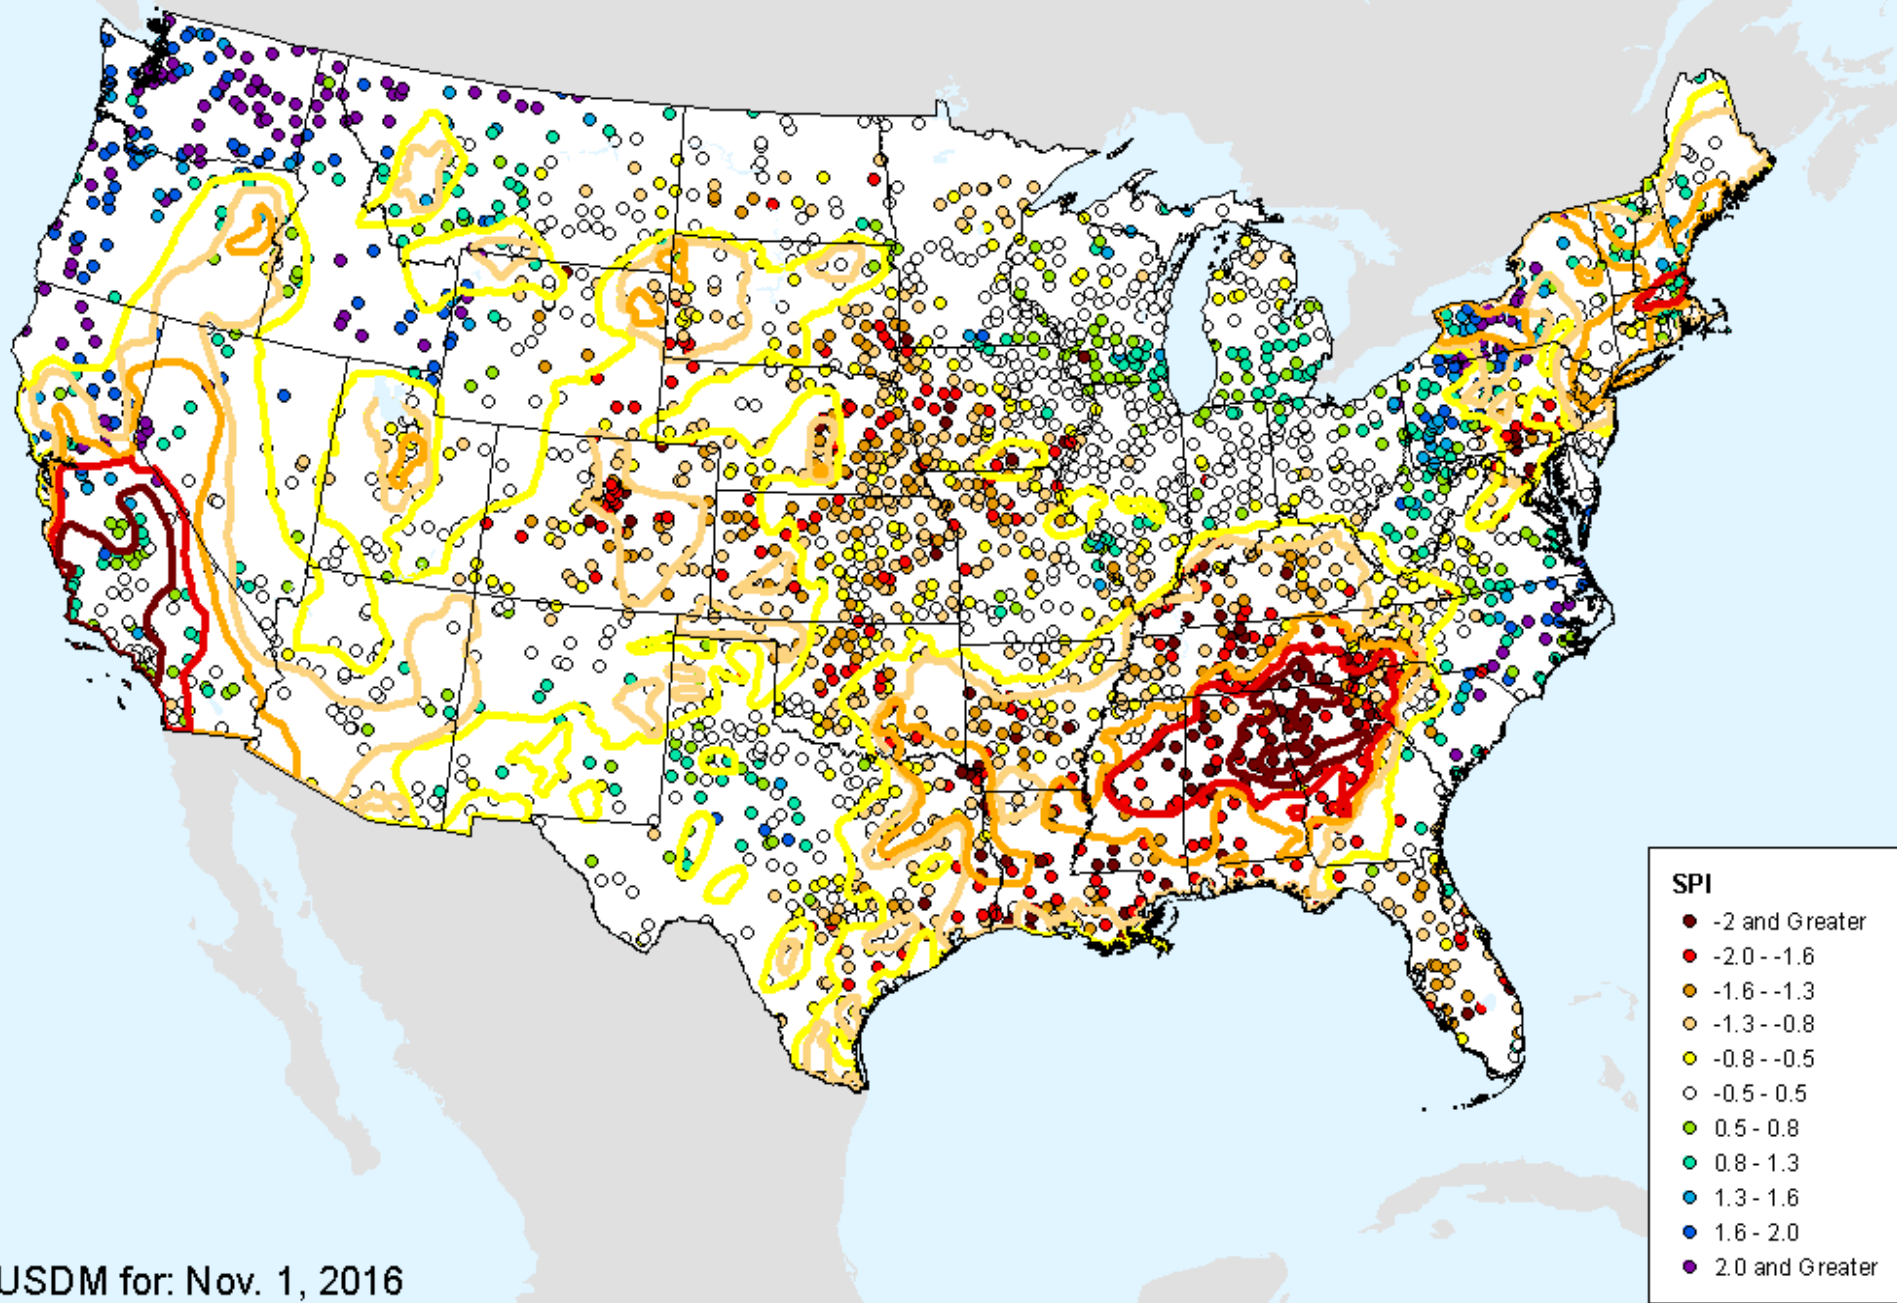 SPI
-2 and Greater
-2.0 - -1.6
-1.6 - -1.3
-1.3 - -0.8
-0.8 - -0.5
-0.5 - 0.5
0.5 - 0.8
0.8 - 1.3
1.3 - 1.6
1.6 - 2.0
2.0 and Greater
USDM for: Nov. 1, 2016